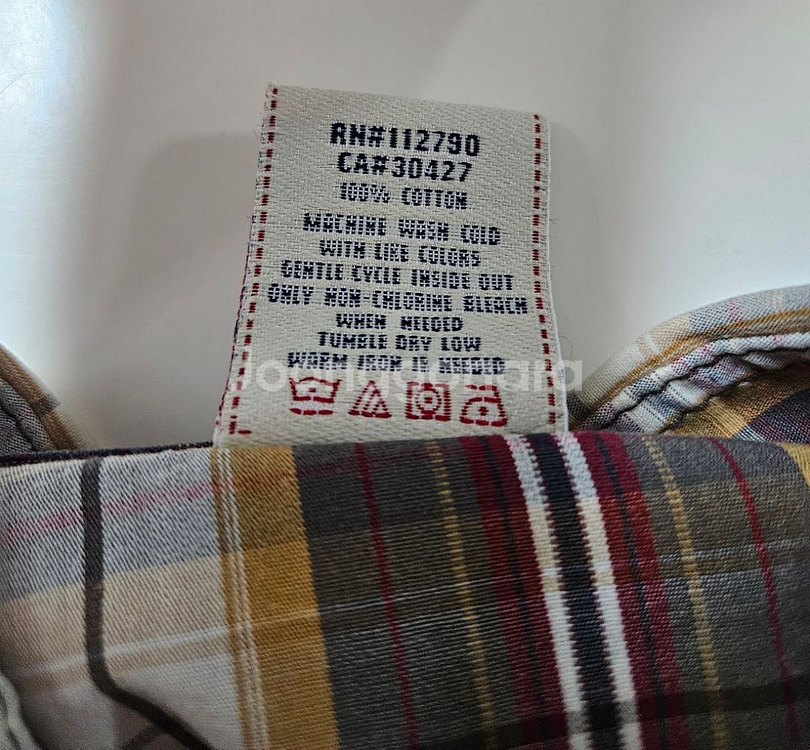 RN#112790
CA#30427
100% COTTON
MACHINE WASH COLD
WITH LIKE COLORS
GENTLE CYCLE INSIDE OUT
ONLY NON-CHLORINE BLEACH
WHEN NEEDED
TUMBLE DRY LOW
WARM IRON IF NEEDED
Joonggonara